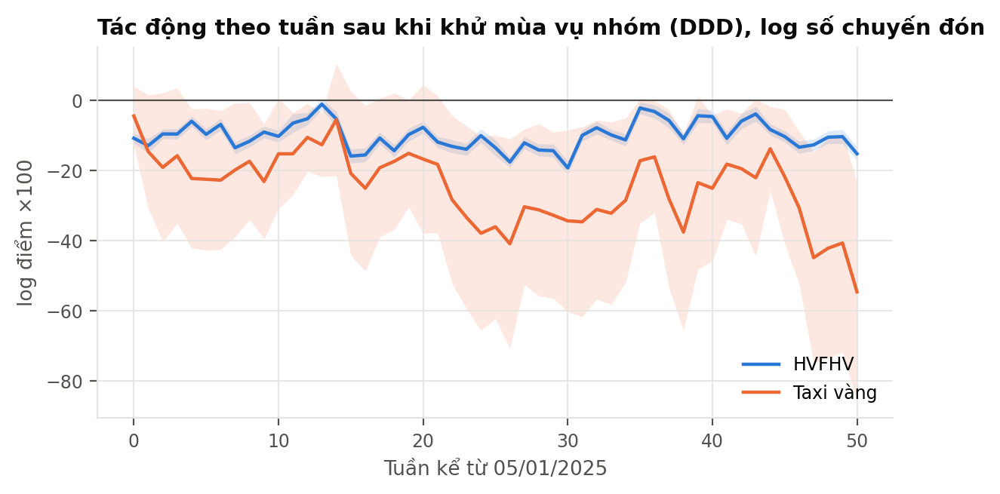 Tác động theo tuần sau khi khử mùa vụ nhóm (DDD), log số chuyến đón
log điểm ×100
0
−20
−40
−60
−80
HVFHV
Taxi vàng
0 10 20 30 40 50
Tuần kể từ 05/01/2025